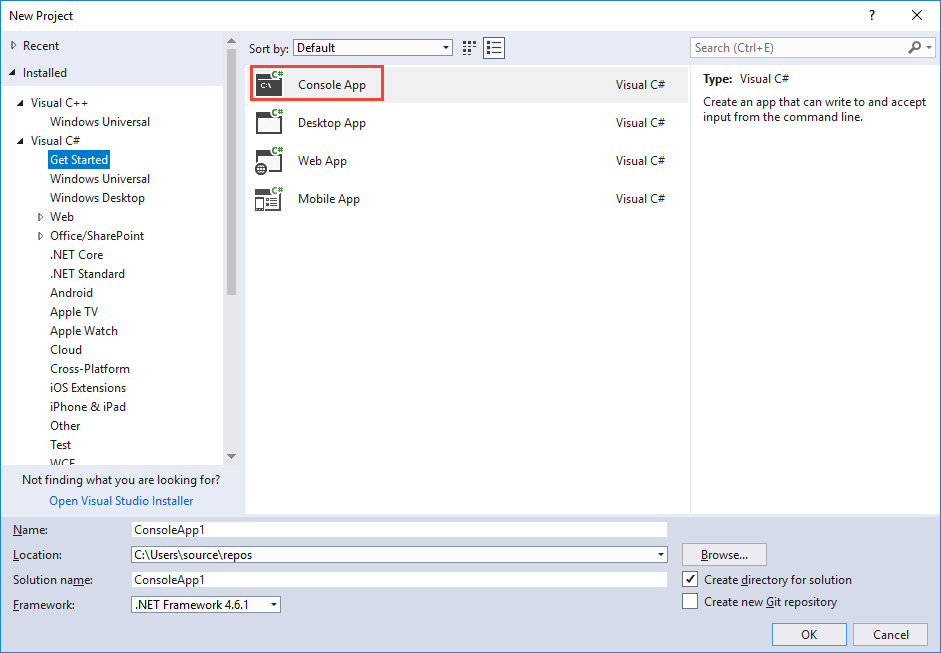 New Project
?
Recent
Installed
Visual C++
Windows Universal
Visual C#
Get Started
Windows Universal
Windows Desktop
Web
Office/SharePoint
.NET Core
.NET Standard
Android
Apple TV
Apple Watch
Cloud
Cross-Platform
iOS Extensions
iPhone & iPad
Other
Test
WCF
Not finding what you are looking for?
Open Visual Studio Installer
Sort by: Default
C# C:\ Console App Visual C#
C# Desktop App Visual C#
C# Web App Visual C#
C# Mobile App Visual C#
Search (Ctrl+E)
Type: Visual C#
Create an app that can write to and accept
input from the command line.
Name: ConsoleApp1
Location: C:\Users\source\repos Browse...
Solution name: ConsoleApp1 Create directory for solution
Framework: .NET Framework 4.6.1 Create new Git repository
OK Cancel